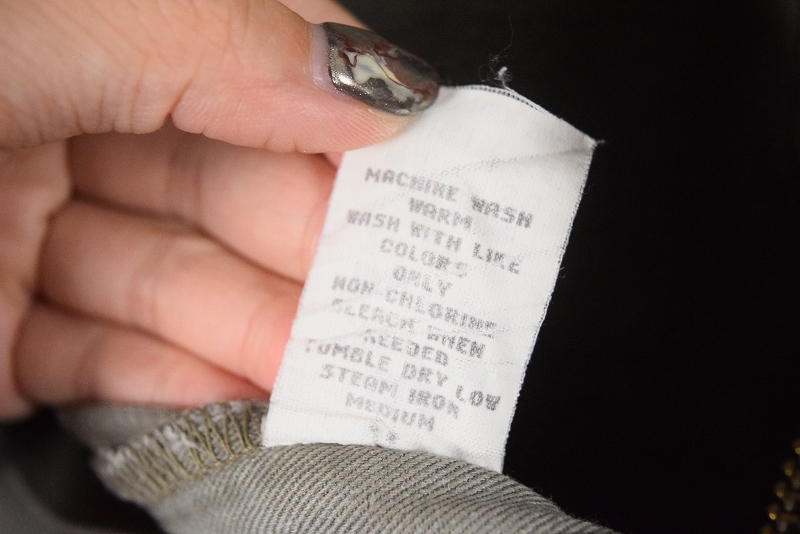 MACHINE WASH
WARM
WASH WITH LIKE
COLORS
ONLY
NON-CHLORINE
BLEACH WHEN
NEEDED
TUMBLE DRY LOW
STEAM IRON
MEDIUM